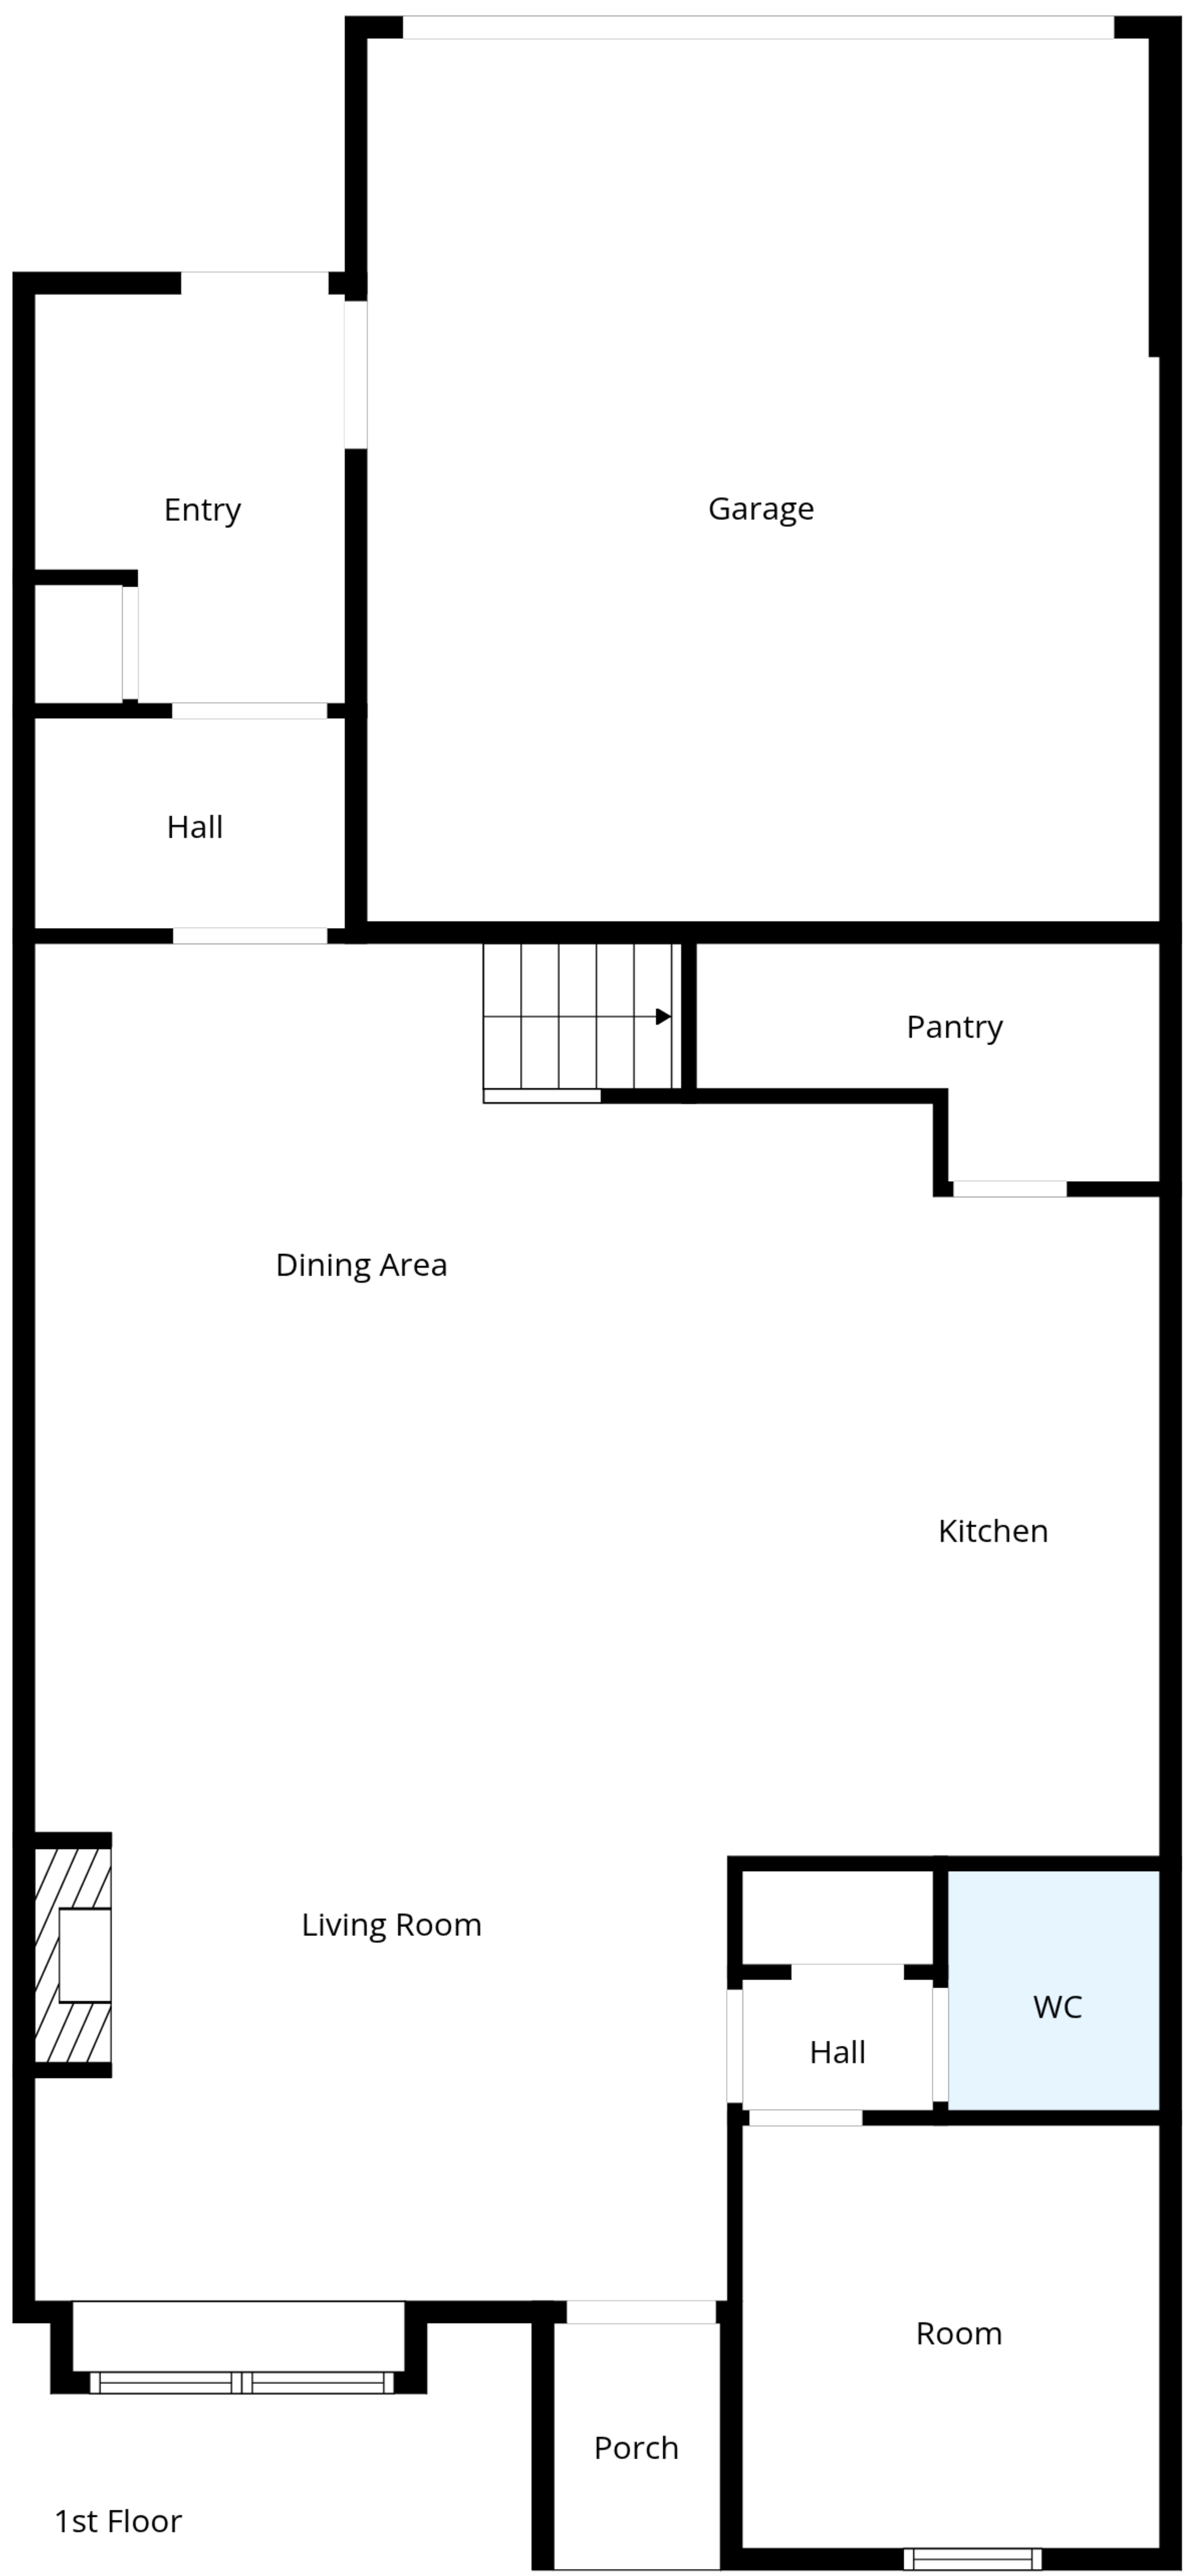 Garage
Entry
Hall
Pantry
Dining Area
Kitchen
Living Room
WC
Hall
Room
Porch
1st Floor